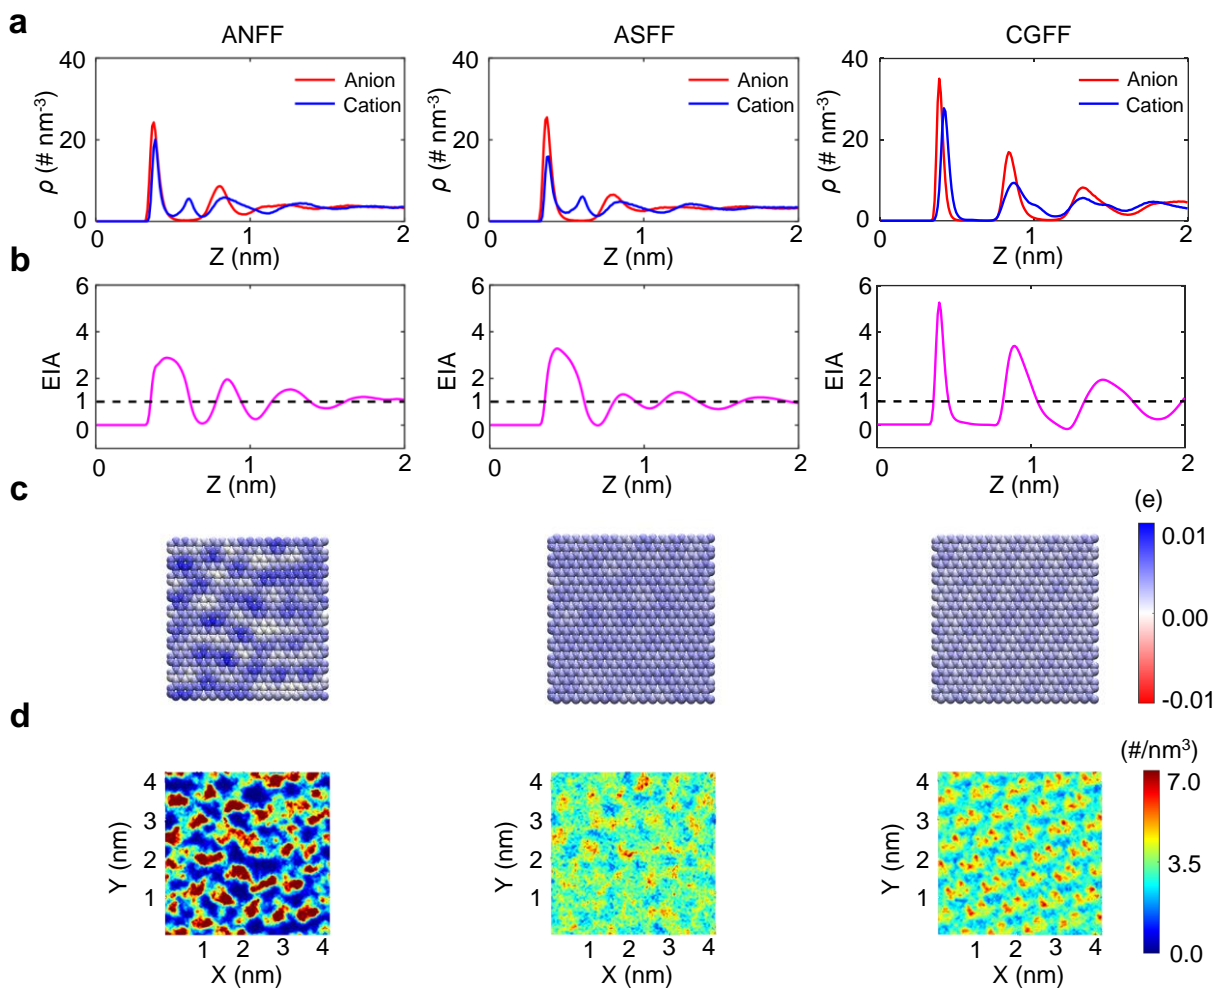 a
ANFF
ASFF
CGFF
40
20
0
ρ (# nm-3)
Anion
Cation
0
1
2
Z (nm)
40
20
0
ρ (# nm-3)
Anion
Cation
0
1
2
Z (nm)
40
20
0
ρ (# nm-3)
Anion
Cation
0
1
2
Z (nm)
b
6
4
2
1
0
EIA
0
1
2
Z (nm)
6
4
2
1
0
EIA
0
1
2
Z (nm)
6
4
2
1
0
EIA
0
1
2
Z (nm)
c
(e)
0.01
0.00
-0.01
d
4
3
2
1
Y (nm)
1 2 3 4
X (nm)
4
3
2
1
Y (nm)
1 2 3 4
X (nm)
4
3
2
1
Y (nm)
1 2 3 4
X (nm)
(#/nm3)
7.0
3.5
0.0